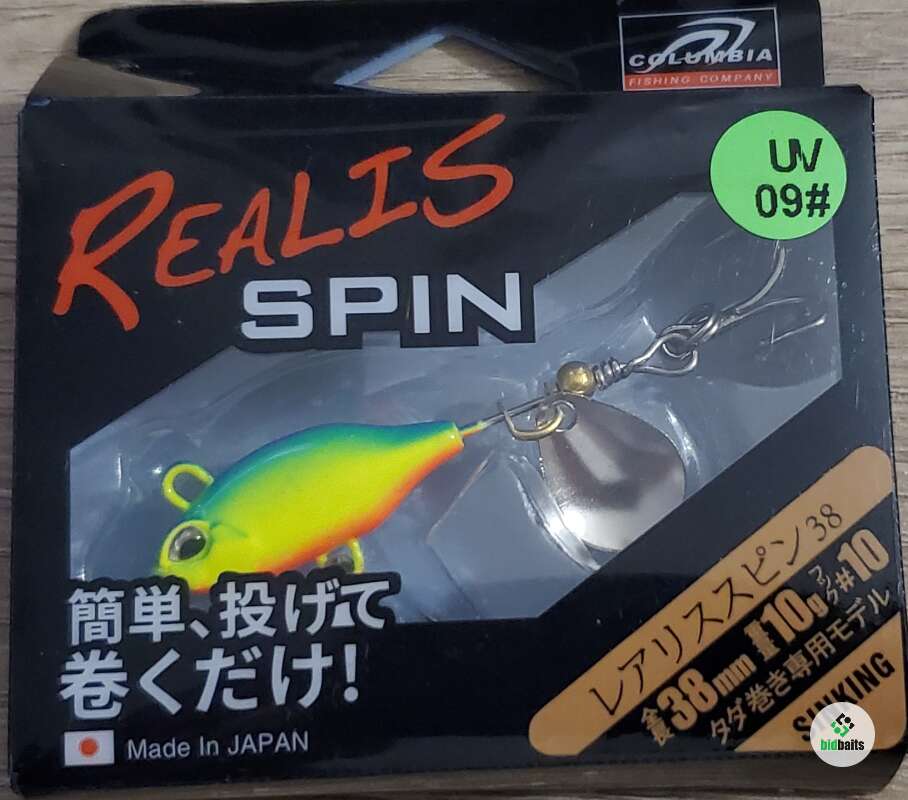 COLUMBIA
FISHING COMPANY
UV
09#
REALIS
SPIN
簡単、投げて
巻くだけ!
Made In JAPAN
レアリススピン38
全長38mm 重量10g フック#10
タダ巻き専用モデル
SINKING
bidbaits